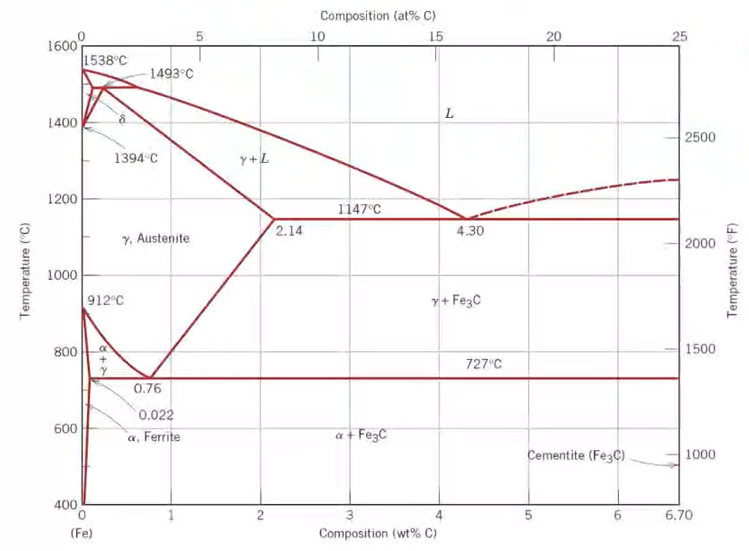 Composition (at% C)
0 5 10 15 20 25
1600
1538°C
1493°C
δ
L
1400
2500
1394°C
γ+L
1200
1147°C
2.14
4.30
γ, Austenite
2000
1000
912°C
γ + Fe3C
1500
800
α
+
γ
727°C
0.76
0.022
600
α, Ferrite
α + Fe3C
Cementite (Fe3C)
1000
400
0 1 2 3 4 5 6 6.70
(Fe)
Composition (wt% C)
Temperature (°C)
Temperature (°F)